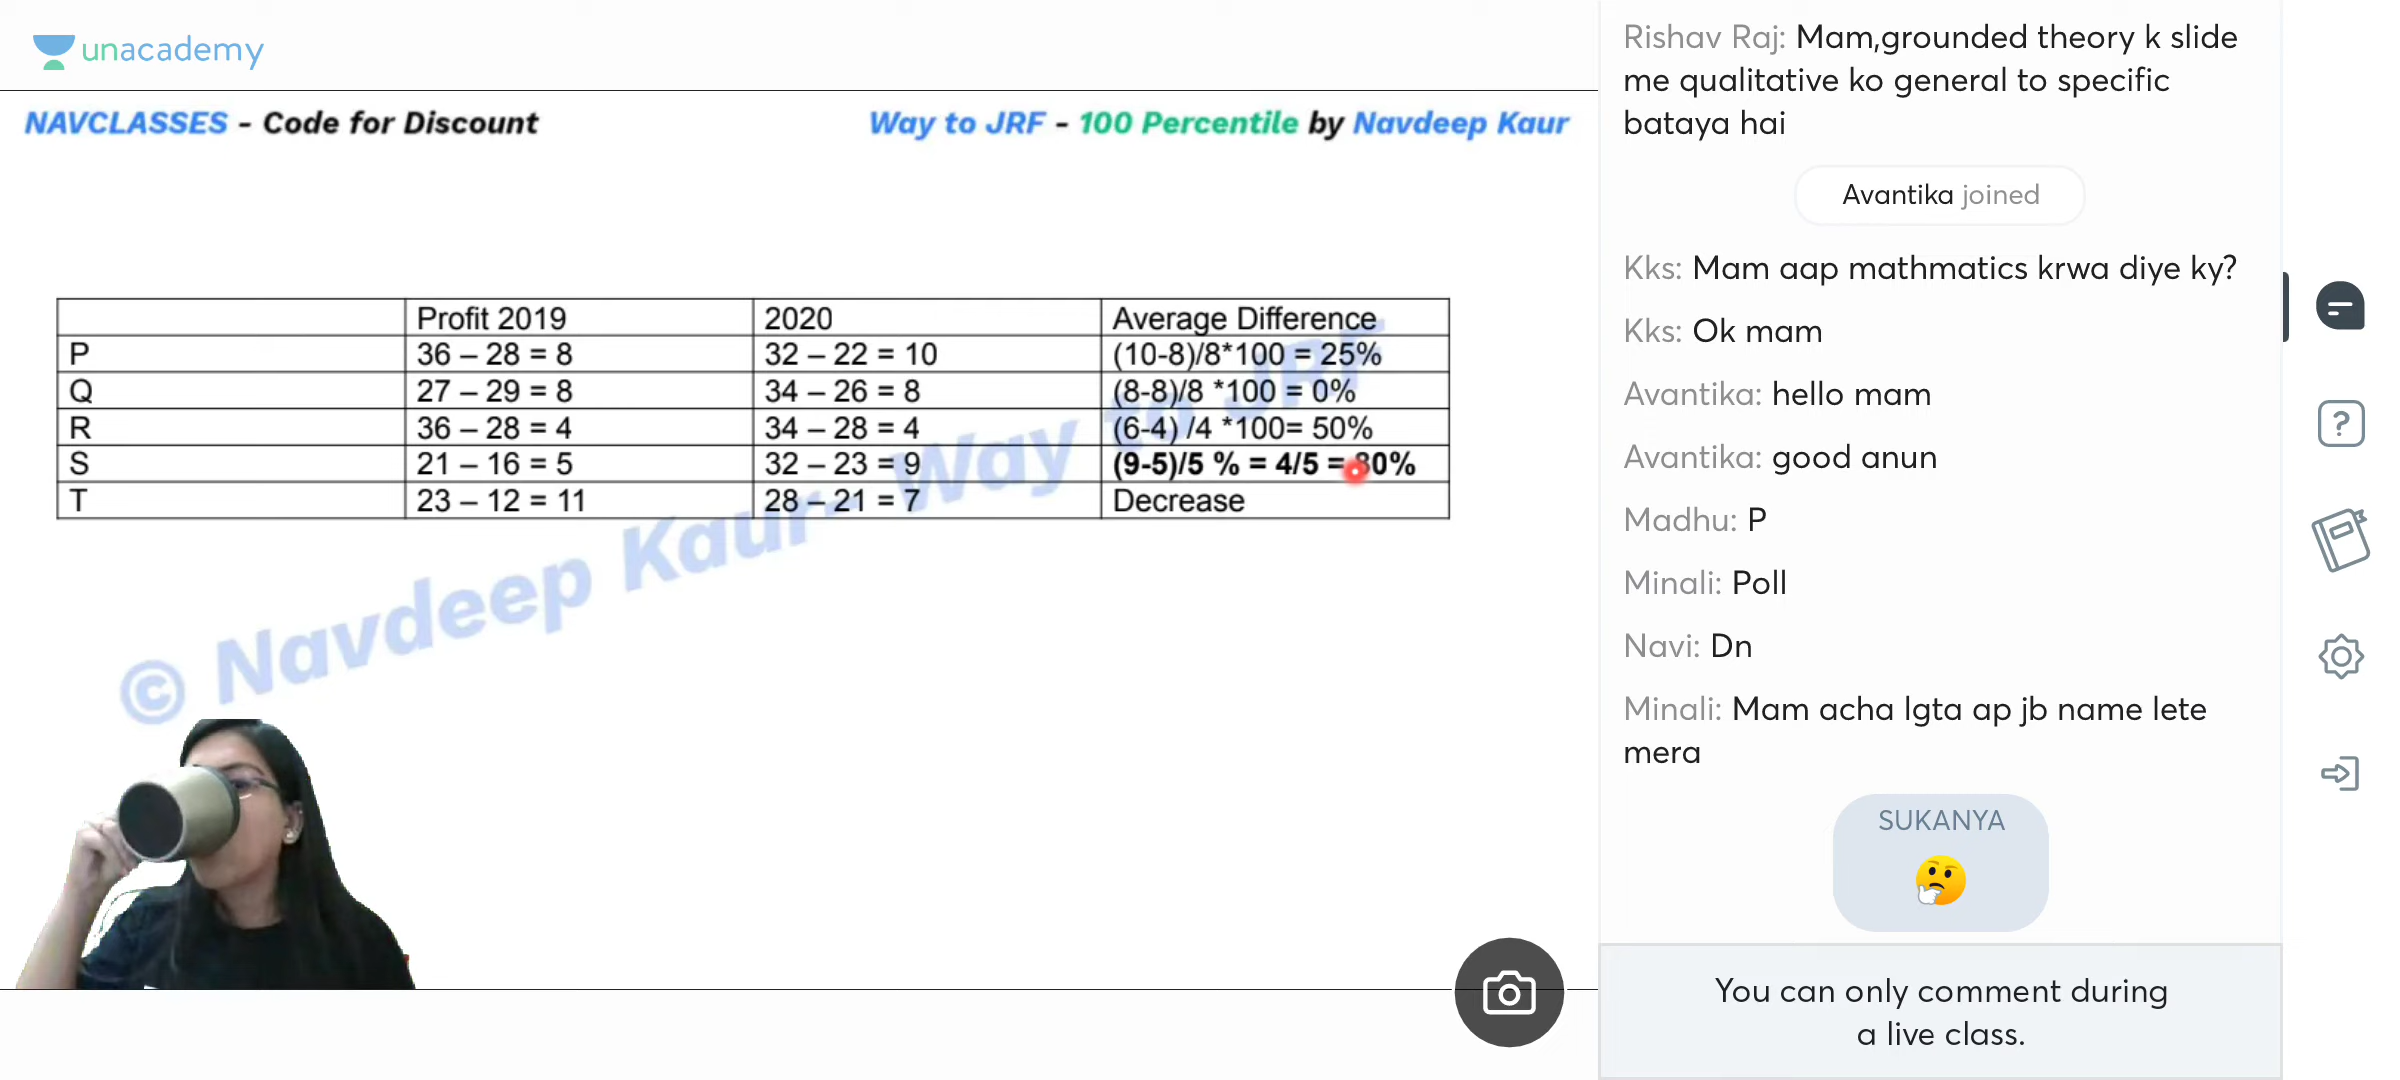 unacademy
NAVCLASSES - Code for Discount
Way to JRF - 100 Percentile by Navdeep Kaur
Profit 2019 2020 Average Difference
P 36 – 28 = 8 32 – 22 = 10 (10-8)/8*100 = 25%
Q 27 – 29 = 8 34 – 26 = 8 (8-8)/8 *100 = 0%
R 36 – 28 = 4 34 – 28 = 4 (6-4) /4 *100= 50%
S 21 – 16 = 5 32 – 23 = 9 (9-5)/5 % = 4/5 = 80%
T 23 – 12 = 11 28 – 21 = 7 Decrease
© Navdeep Kaur- Way to JRF
Rishav Raj: Mam,grounded theory k slide
me qualitative ko general to specific
bataya hai
Avantika joined
Kks: Mam aap mathmatics krwa diye ky?
Kks: Ok mam
Avantika: hello mam
Avantika: good anun
Madhu: P
Minali: Poll
Navi: Dn
Minali: Mam acha lgta ap jb name lete
mera
SUKANYA
You can only comment during
a live class.